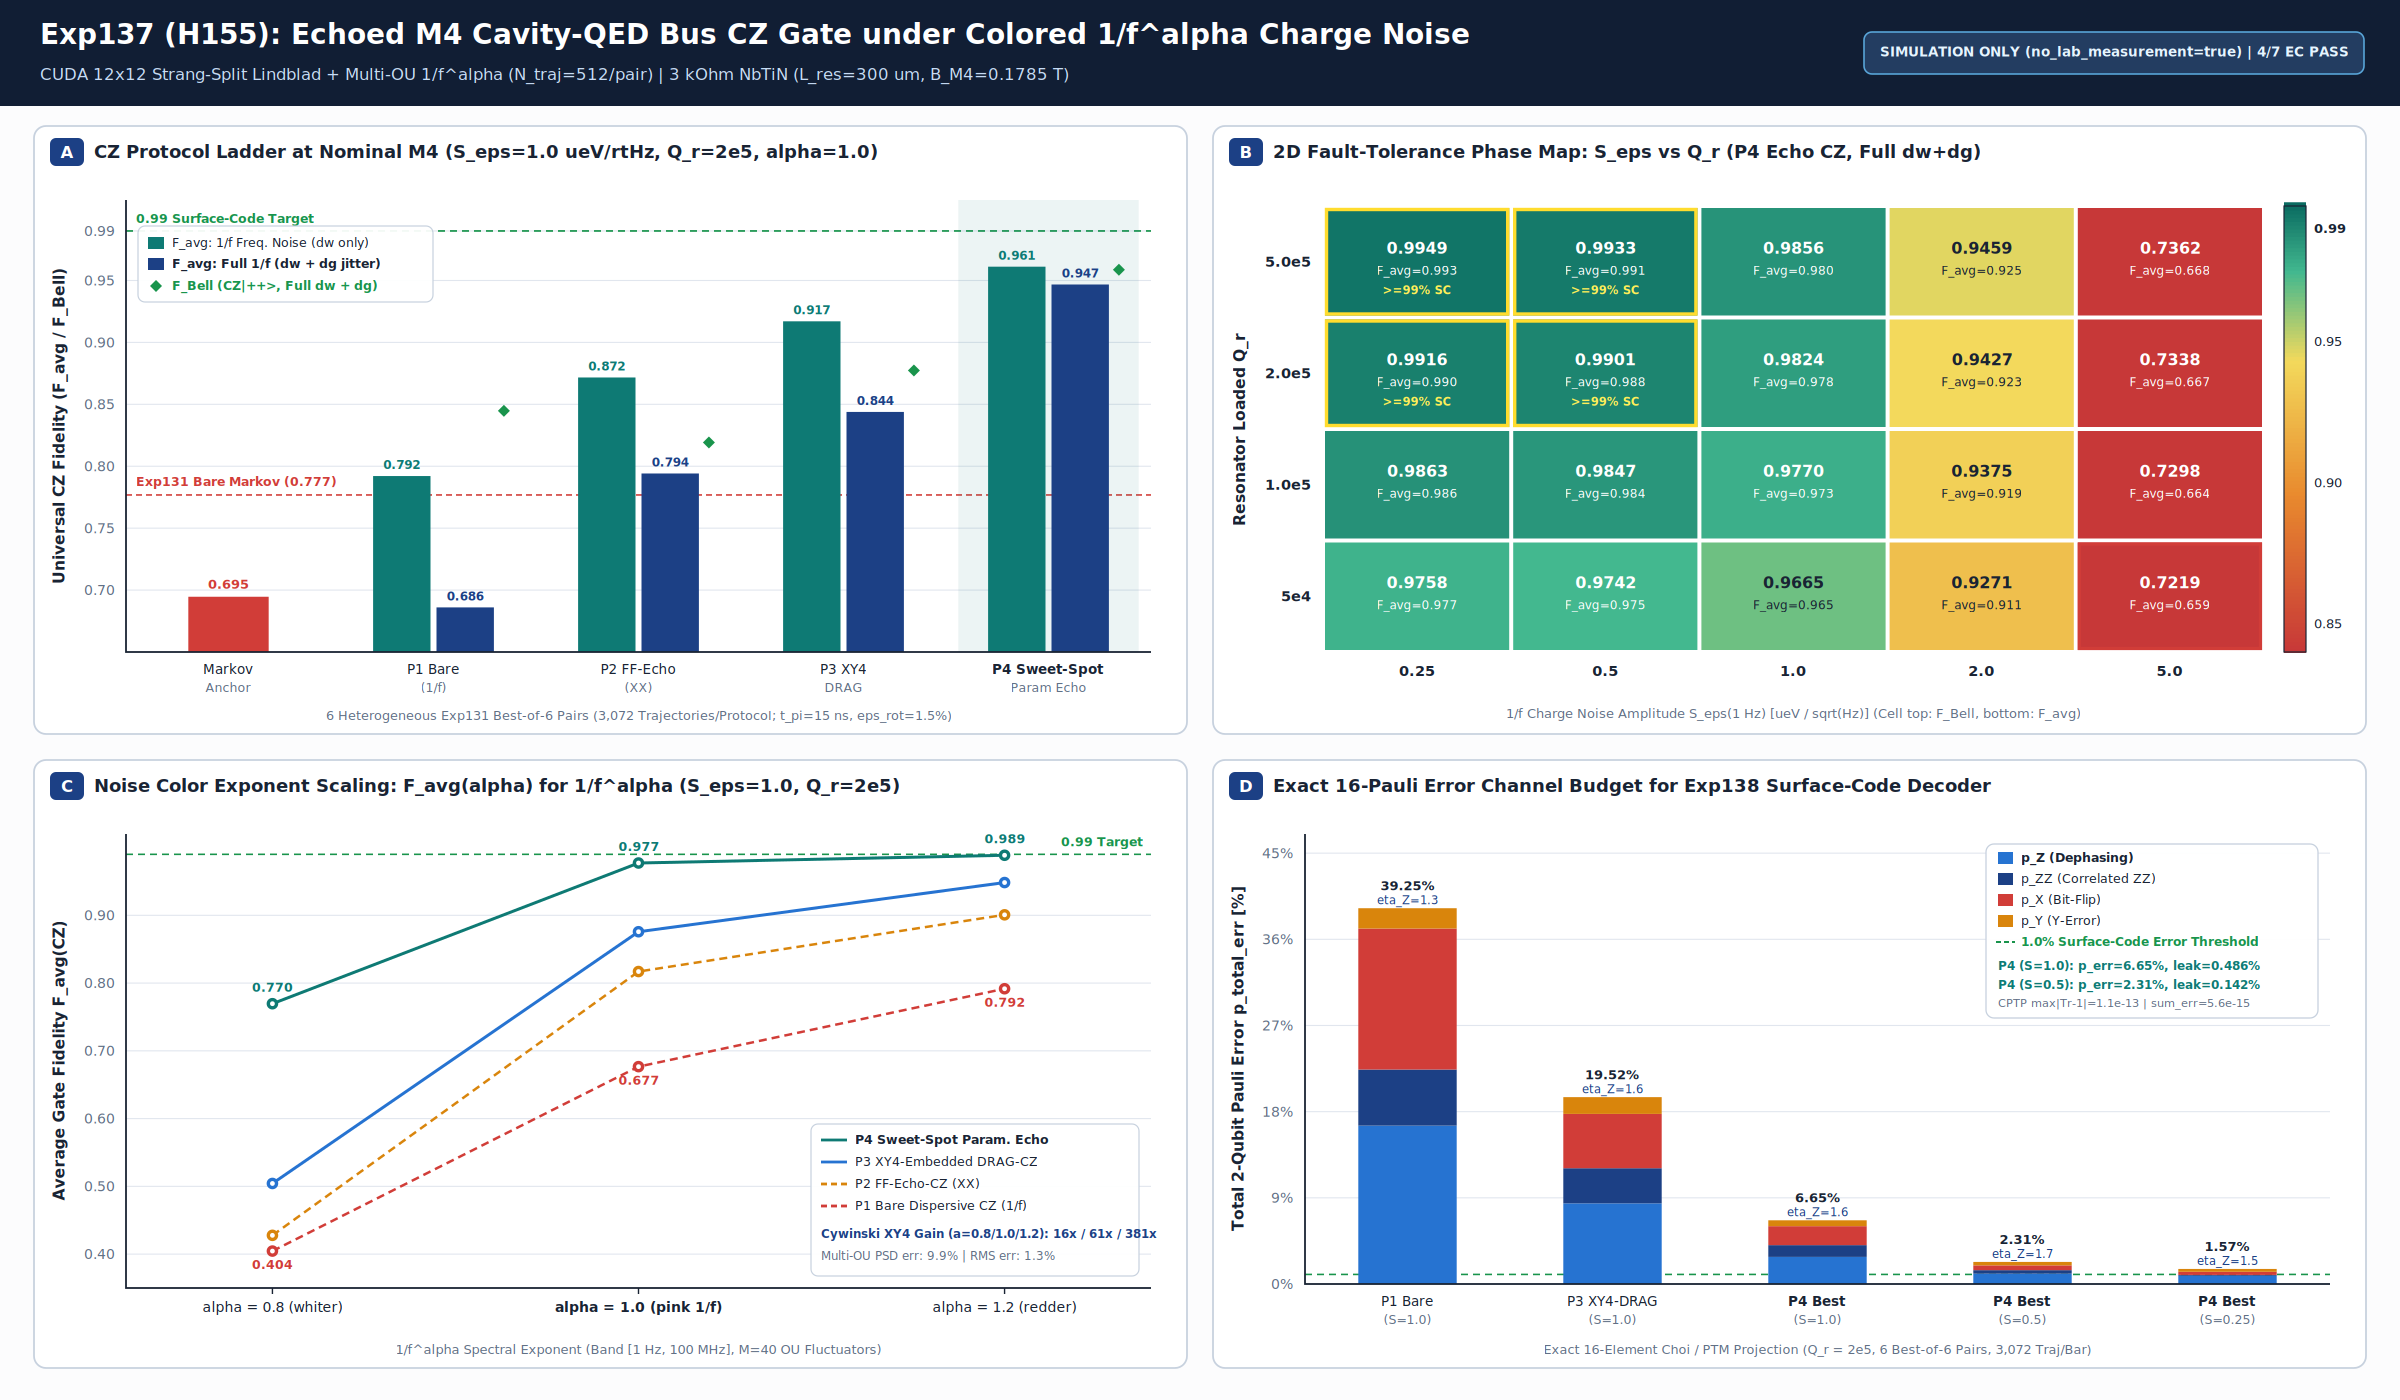 Exp137 (H155): Echoed M4 Cavity-QED Bus CZ Gate under Colored 1/f^alpha Charge Noise
CUDA 12x12 Strang-Split Lindblad + Multi-OU 1/f^alpha (N_traj=512/pair) | 3 kOhm NbTiN (L_res=300 um, B_M4=0.1785 T)
SIMULATION ONLY (no_lab_measurement=true) | 4/7 EC PASS
A
CZ Protocol Ladder at Nominal M4 (S_eps=1.0 ueV/rtHz, Q_r=2e5, alpha=1.0)
Universal CZ Fidelity (F_avg / F_Bell)
0.99
0.95
0.90
0.85
0.80
0.75
0.70
0.99 Surface-Code Target
F_avg: 1/f Freq. Noise (dw only)
F_avg: Full 1/f (dw + dg jitter)
F_Bell (CZ|++>, Full dw + dg)
Exp131 Bare Markov (0.777)
0.695
0.792
0.686
0.872
0.794
0.917
0.844
0.961
0.947
Markov
Anchor
P1 Bare
(1/f)
P2 FF-Echo
(XX)
P3 XY4
DRAG
P4 Sweet-Spot
Param Echo
6 Heterogeneous Exp131 Best-of-6 Pairs (3,072 Trajectories/Protocol; t_pi=15 ns, eps_rot=1.5%)
B
2D Fault-Tolerance Phase Map: S_eps vs Q_r (P4 Echo CZ, Full dw+dg)
Resonator Loaded Q_r
5.0e5
0.9949
F_avg=0.993
>=99% SC
0.9933
F_avg=0.991
>=99% SC
0.9856
F_avg=0.980
0.9459
F_avg=0.925
0.7362
F_avg=0.668
2.0e5
0.9916
F_avg=0.990
>=99% SC
0.9901
F_avg=0.988
>=99% SC
0.9824
F_avg=0.978
0.9427
F_avg=0.923
0.7338
F_avg=0.667
1.0e5
0.9863
F_avg=0.986
0.9847
F_avg=0.984
0.9770
F_avg=0.973
0.9375
F_avg=0.919
0.7298
F_avg=0.664
5e4
0.9758
F_avg=0.977
0.9742
F_avg=0.975
0.9665
F_avg=0.965
0.9271
F_avg=0.911
0.7219
F_avg=0.659
0.25
0.5
1.0
2.0
5.0
0.99
0.95
0.90
0.85
1/f Charge Noise Amplitude S_eps(1 Hz) [ueV / sqrt(Hz)] (Cell top: F_Bell, bottom: F_avg)
C
Noise Color Exponent Scaling: F_avg(alpha) for 1/f^alpha (S_eps=1.0, Q_r=2e5)
Average Gate Fidelity F_avg(CZ)
0.90
0.80
0.70
0.60
0.50
0.40
0.99 Target
0.770
0.977
0.989
0.404
0.677
0.792
P4 Sweet-Spot Param. Echo
P3 XY4-Embedded DRAG-CZ
P2 FF-Echo-CZ (XX)
P1 Bare Dispersive CZ (1/f)
Cywinski XY4 Gain (a=0.8/1.0/1.2): 16x / 61x / 381x
Multi-OU PSD err: 9.9% | RMS err: 1.3%
alpha = 0.8 (whiter)
alpha = 1.0 (pink 1/f)
alpha = 1.2 (redder)
1/f^alpha Spectral Exponent (Band [1 Hz, 100 MHz], M=40 OU Fluctuators)
D
Exact 16-Pauli Error Channel Budget for Exp138 Surface-Code Decoder
Total 2-Qubit Pauli Error p_total_err [%]
45%
36%
27%
18%
9%
0%
39.25%
eta_Z=1.3
19.52%
eta_Z=1.6
6.65%
eta_Z=1.6
2.31%
eta_Z=1.7
1.57%
eta_Z=1.5
p_Z (Dephasing)
p_ZZ (Correlated ZZ)
p_X (Bit-Flip)
p_Y (Y-Error)
1.0% Surface-Code Error Threshold
P4 (S=1.0): p_err=6.65%, leak=0.486%
P4 (S=0.5): p_err=2.31%, leak=0.142%
CPTP max|Tr-1|=1.1e-13 | sum_err=5.6e-15
P1 Bare
(S=1.0)
P3 XY4-DRAG
(S=1.0)
P4 Best
(S=1.0)
P4 Best
(S=0.5)
P4 Best
(S=0.25)
Exact 16-Element Choi / PTM Projection (Q_r = 2e5, 6 Best-of-6 Pairs, 3,072 Traj/Bar)